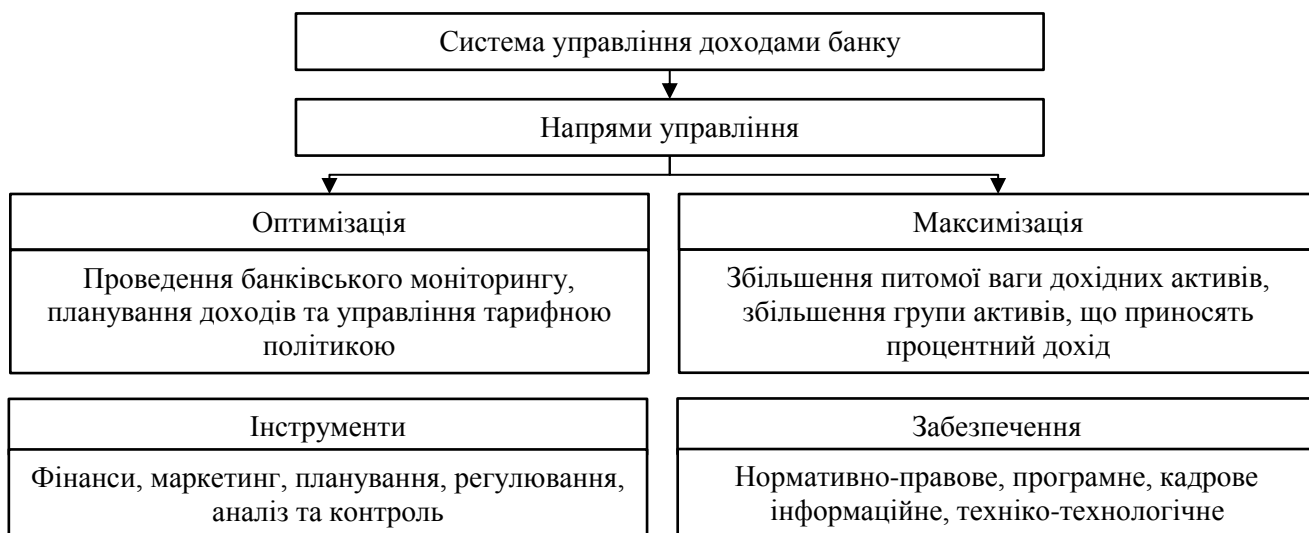 Система управління доходами банку
Напрями управління
Оптимізація
Проведення банківського моніторингу,
планування доходів та управління тарифною
політикою
Максимізація
Збільшення питомої ваги дохідних активів,
збільшення групи активів, що приносять
процентний дохід
Інструменти
Фінанси, маркетинг, планування, регулювання,
аналіз та контроль
Забезпечення
Нормативно-правове, програмне, кадрове
інформаційне, техніко-технологічне